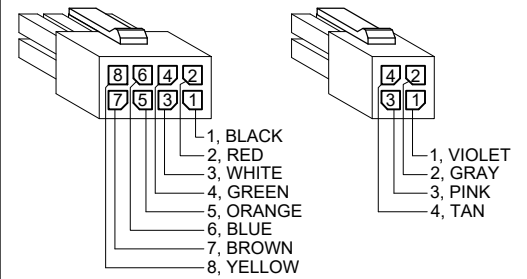 8 6 4 2
7 5 3 1
1, BLACK
2, RED
3, WHITE
4, GREEN
5, ORANGE
6, BLUE
7, BROWN
8, YELLOW
4 2
3 1
1, VIOLET
2, GRAY
3, PINK
4, TAN